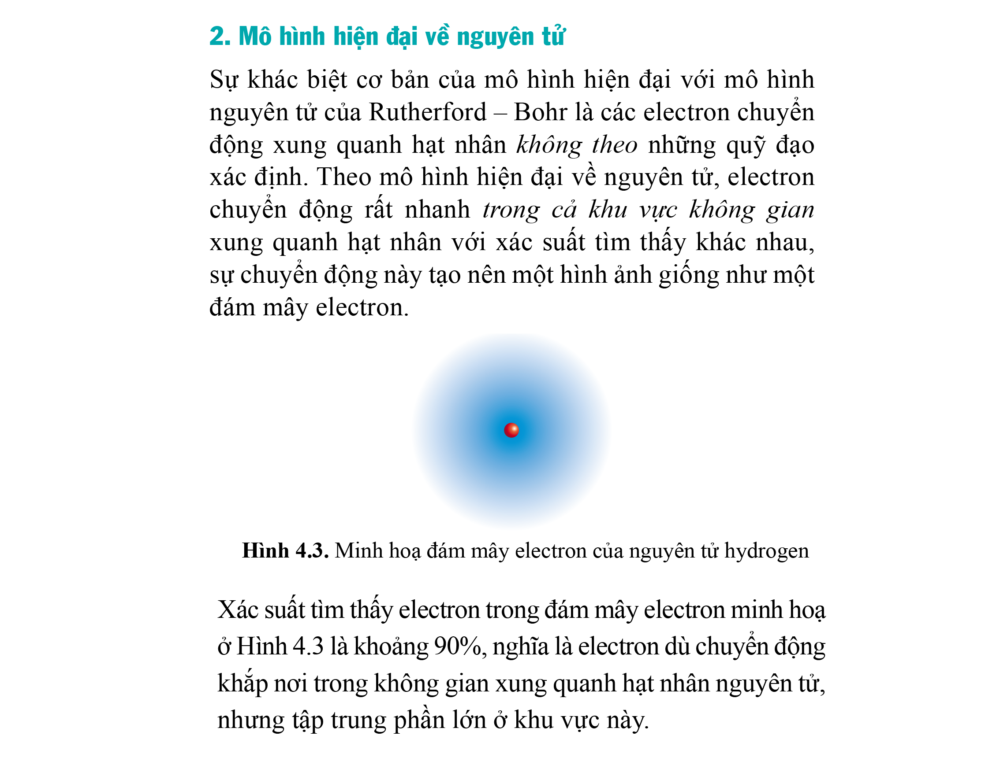 2. Mô hình hiện đại về nguyên tử
Sự khác biệt cơ bản của mô hình hiện đại với mô hình
nguyên tử của Rutherford – Bohr là các electron chuyển
động xung quanh hạt nhân không theo những quỹ đạo
xác định. Theo mô hình hiện đại về nguyên tử, electron
chuyển động rất nhanh trong cả khu vực không gian
xung quanh hạt nhân với xác suất tìm thấy khác nhau,
sự chuyển động này tạo nên một hình ảnh giống như một
đám mây electron.
Hình 4.3. Minh hoạ đám mây electron của nguyên tử hydrogen
Xác suất tìm thấy electron trong đám mây electron minh hoạ
ở Hình 4.3 là khoảng 90%, nghĩa là electron dù chuyển động
khắp nơi trong không gian xung quanh hạt nhân nguyên tử,
nhưng tập trung phần lớn ở khu vực này.